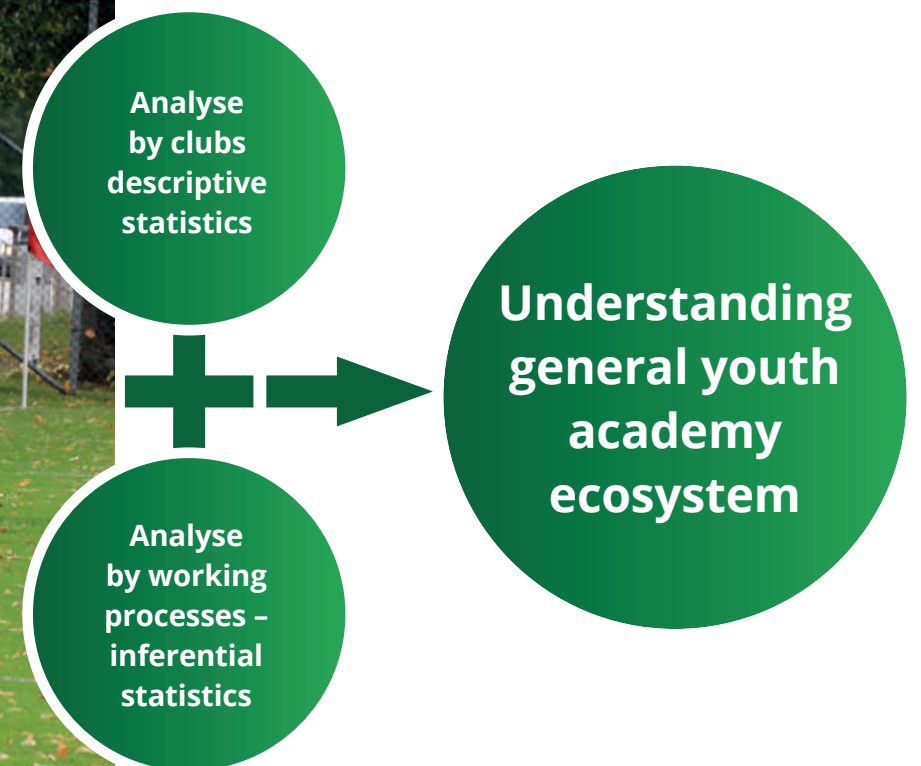 Analyse
by clubs
descriptive
statistics
Analyse
by working
processes –
inferential
statistics
Understanding
general youth
academy
ecosystem